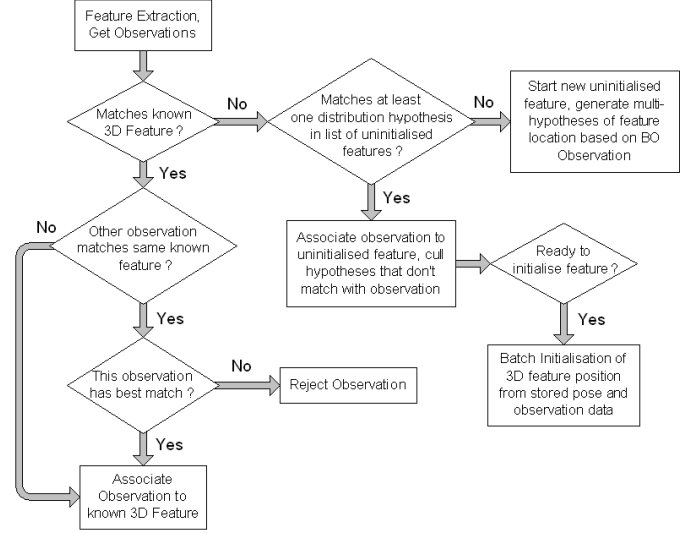 Feature Extraction,
Get Observations
Matches known
3D Feature ?
No
Matches at least
one distribution hypothesis
in list of uninitialised
features ?
No
Start new uninitialised
feature, generate multi-
hypotheses of feature
location based on BO
Observation
Yes
Yes
No
Other observation
matches same known
feature ?
Associate observation to
uninitialised feature, cull
hypotheses that don't
match with observation
Ready to
initialise feature ?
Yes
Yes
This observation
has best match ?
No
Reject Observation
Batch Initialisation of
3D feature position
from stored pose and
observation data
Yes
Associate
Observation to
known 3D Feature